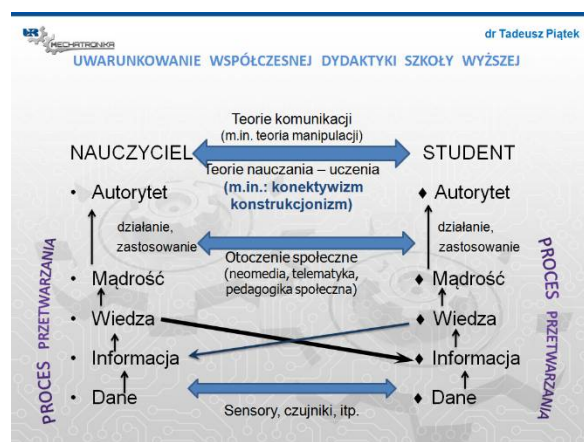 UR
MECHATRONIKA
dr Tadeusz Piątek
UWARUNKOWANIE WSPÓŁCZESNEJ DYDAKTYKI SZKOŁY WYŻSZEJ
Teorie komunikacji
(m.in. teoria manipulacji)
NAUCZYCIEL
STUDENT
Teorie nauczania – uczenia
(m.in.: konektywizm
konstrukcjonizm)
• Autorytet
♦ Autorytet
działanie,
zastosowanie
działanie,
zastosowanie
Otoczenie społeczne
(neomedia, telematyka,
pedagogika społeczna)
• Mądrość
♦ Mądrość
• Wiedza
♦ Wiedza
• Informacja
♦ Informacja
• Dane
♦ Dane
Sensory, czujniki, itp.
PROCES PRZETWARZANIA
PROCES PRZETWARZANIA